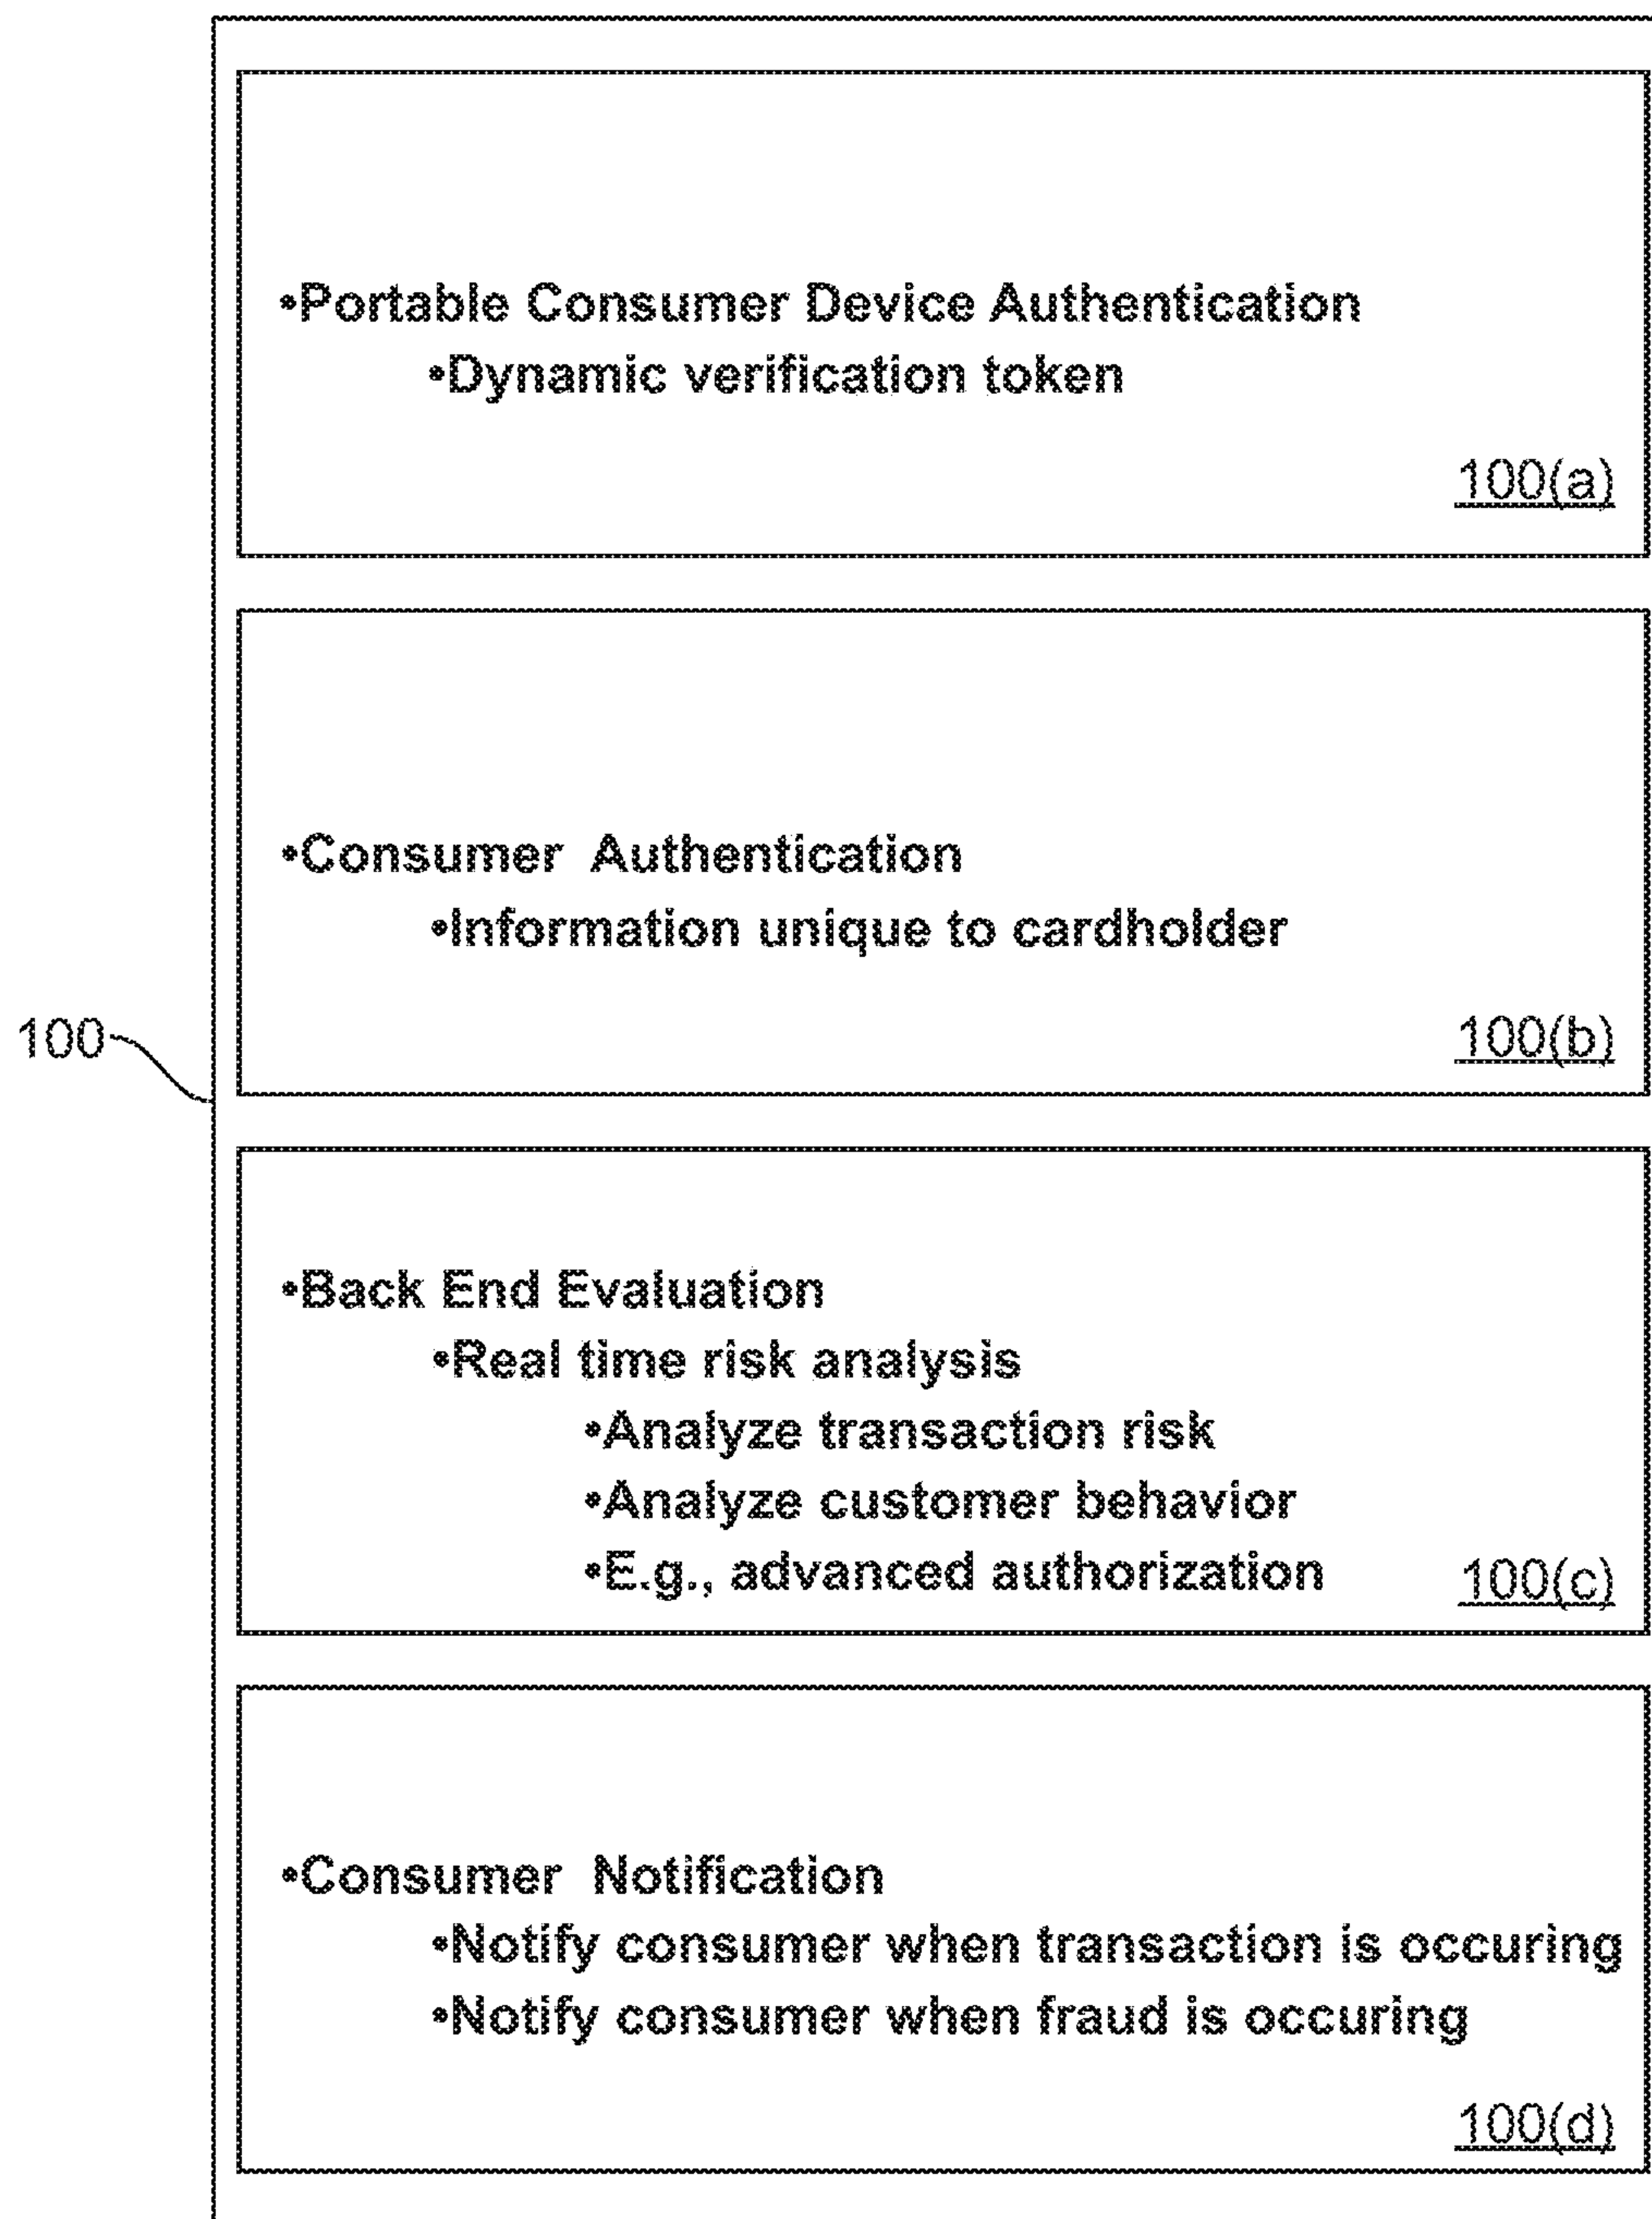 •Portable Consumer Device Authentication
•Dynamic verification token
100(a)
•Consumer Authentication
•Information unique to cardholder
100
100(b)
•Back End Evaluation
•Real time risk analysis
•Analyze transaction risk
•Analyze customer behavior
•E.g., advanced authorization 100(c)
•Consumer Notification
•Notify consumer when transaction is occuring
•Notify consumer when fraud is occuring
100(d)